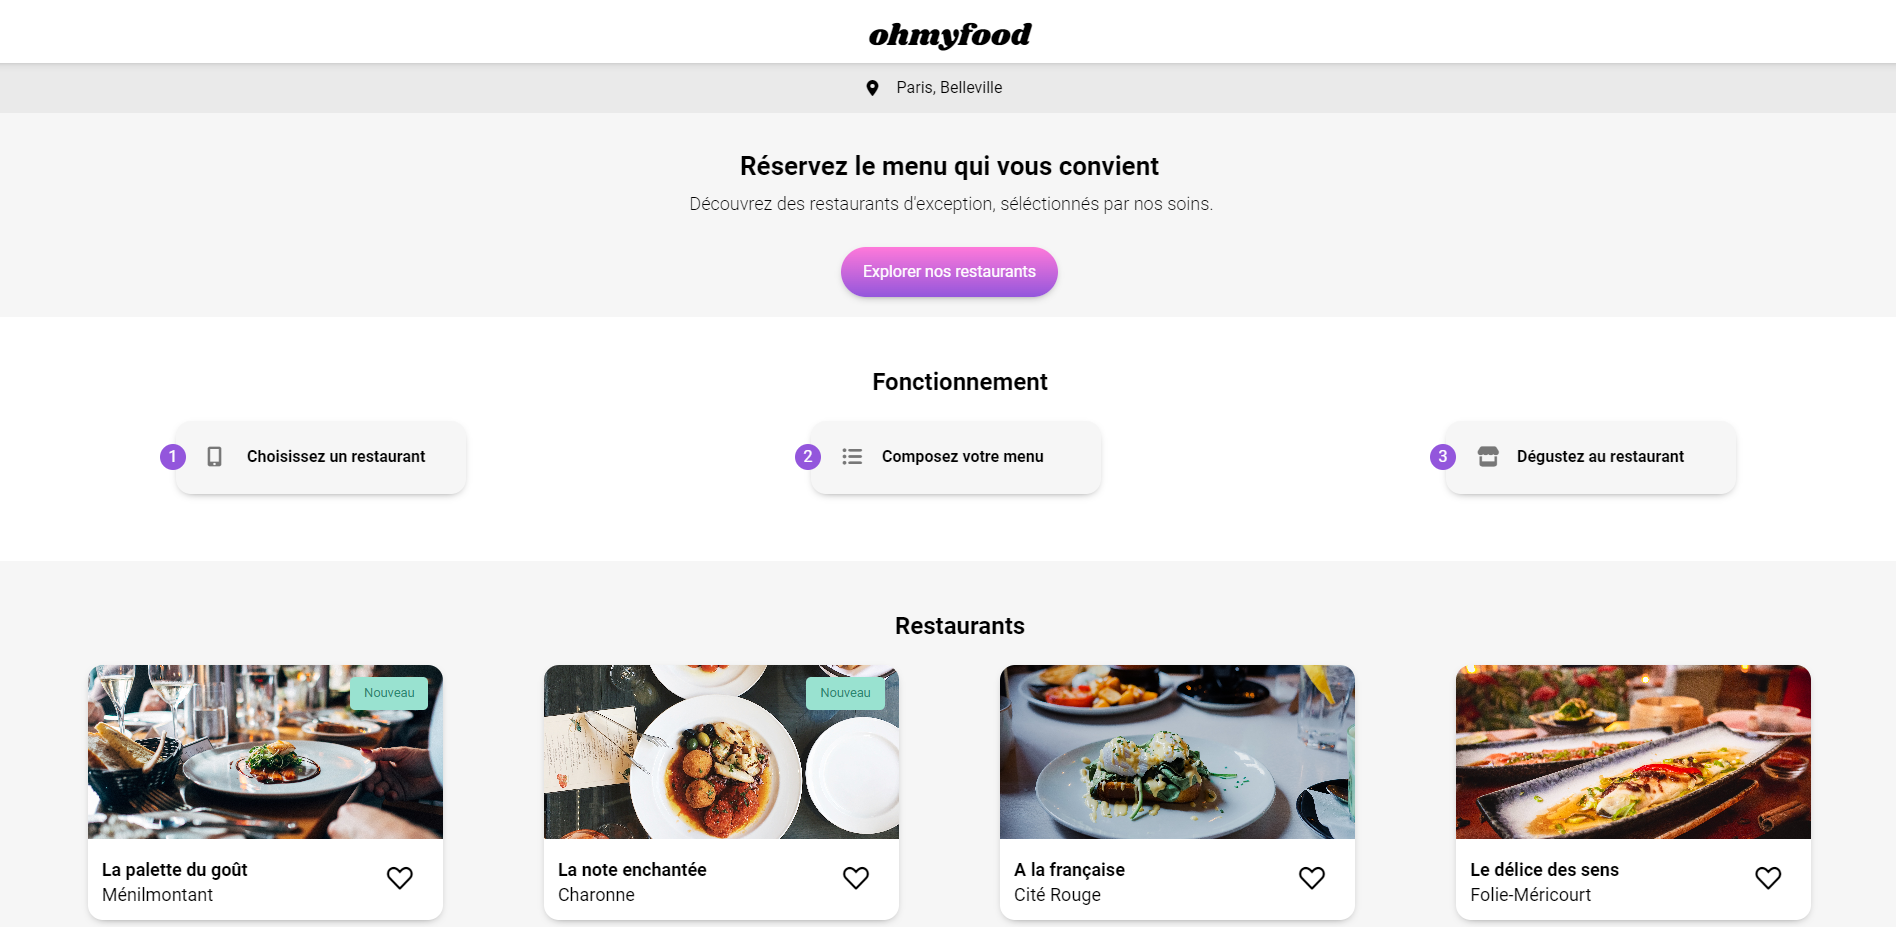 ohmyfood
Paris, Belleville
Réservez le menu qui vous convient
Découvrez des restaurants d'exception, séléctionnés par nos soins.
Explorer nos restaurants
Fonctionnement
1 Choisissez un restaurant
2 Composez votre menu
3 Dégustez au restaurant
Restaurants
Nouveau
Nouveau
La palette du goût
Ménilmontant
La note enchantée
Charonne
A la française
Cité Rouge
Le délice des sens
Folie-Méricourt